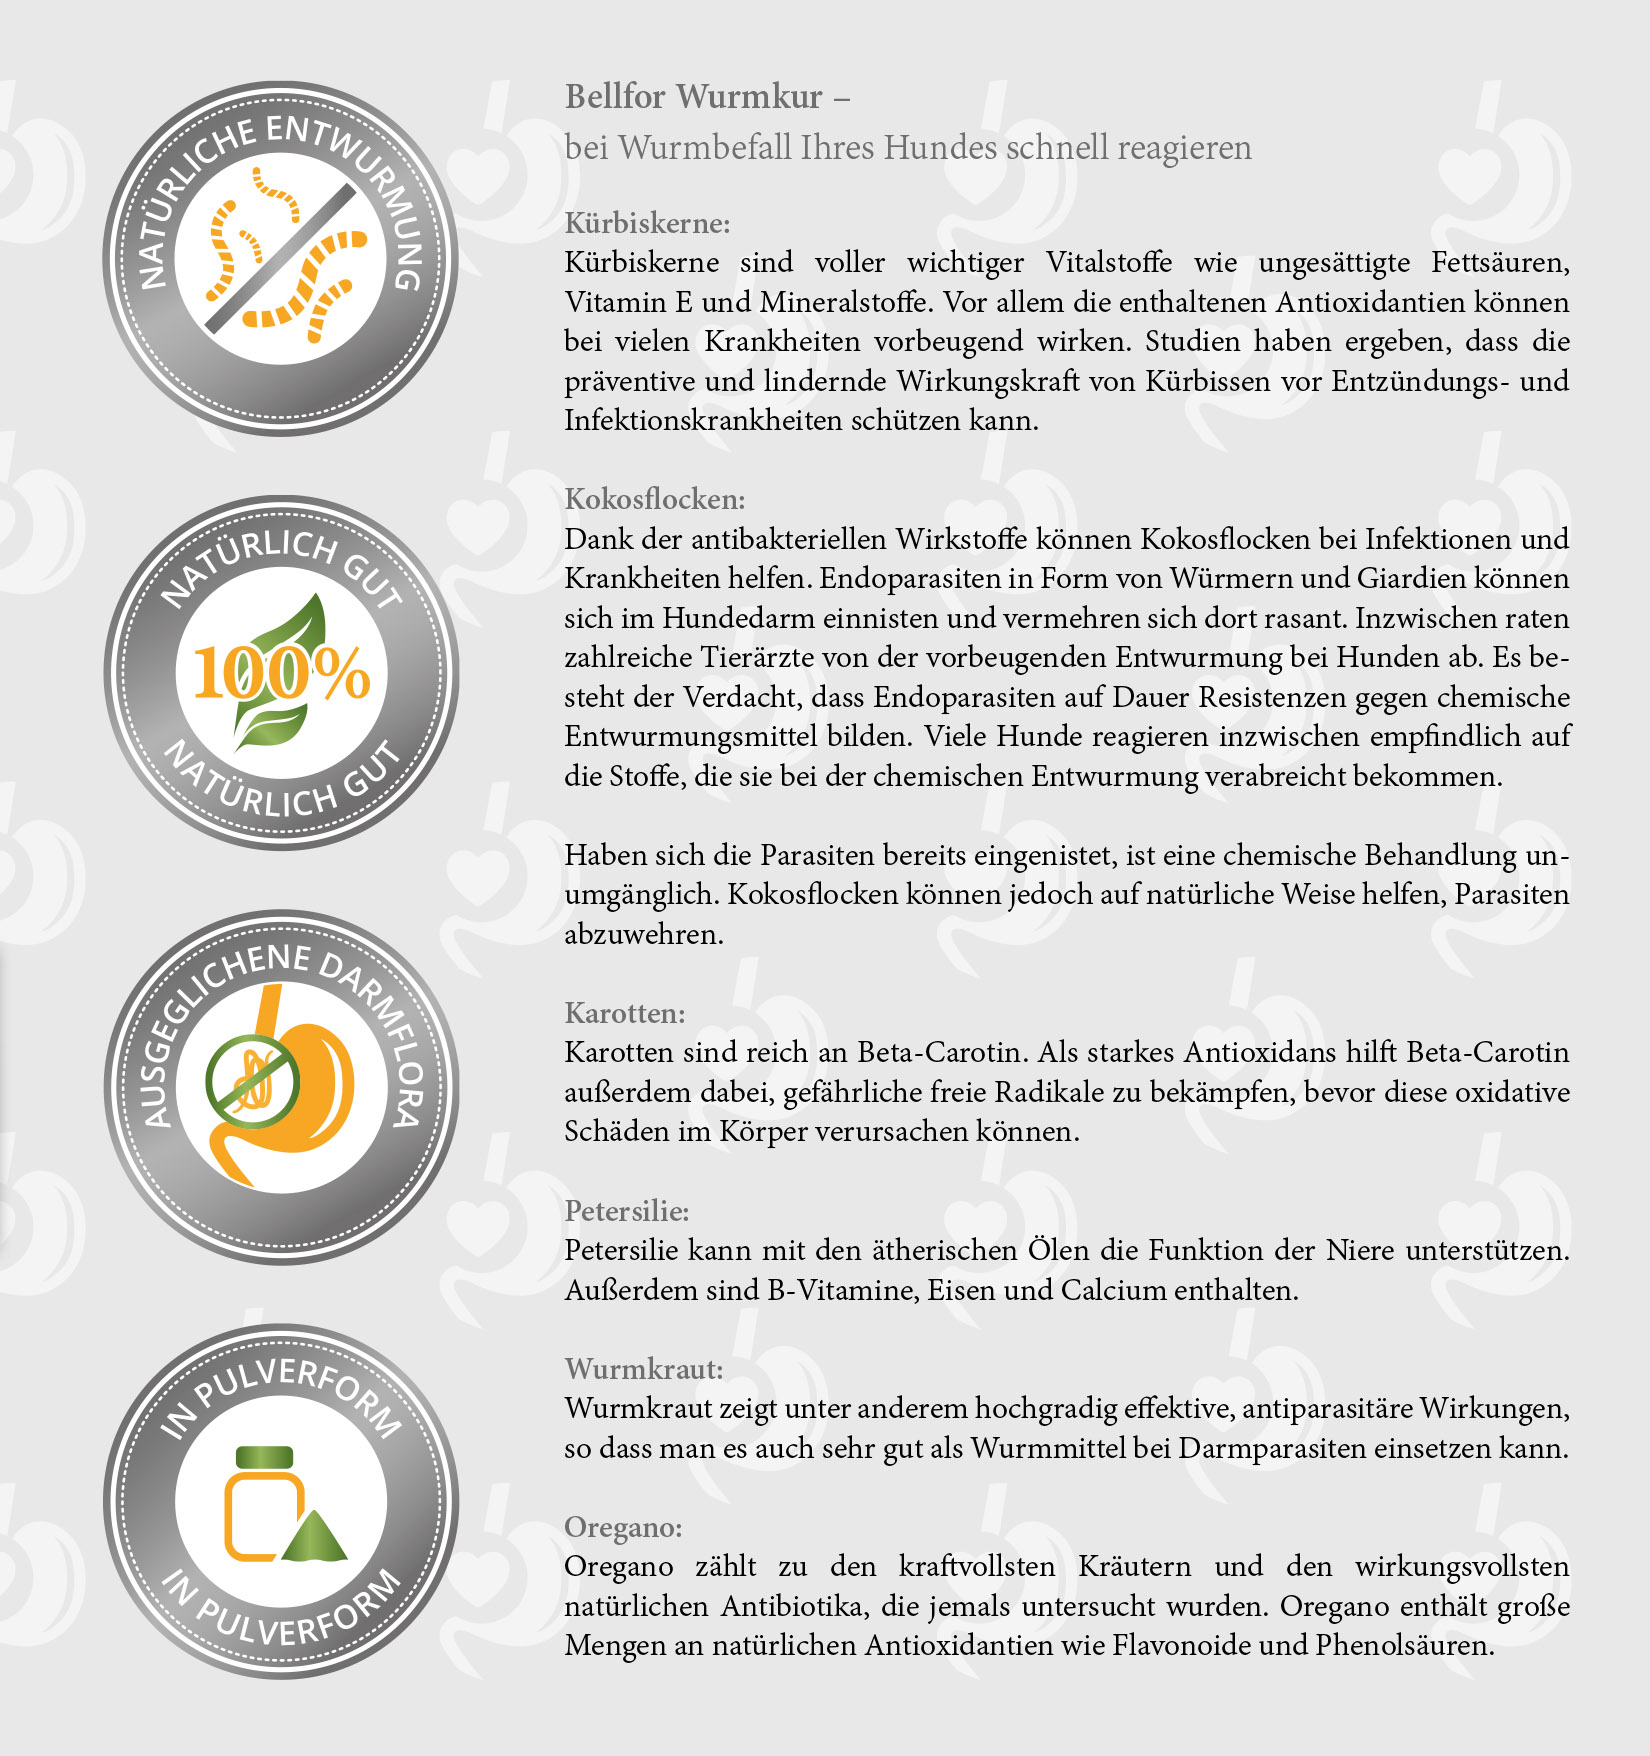 NATÜRLICHE ENTWURMUNG
NATÜRLICH GUT
100%
NATÜRLICH GUT
AUSGEGLICHENE DARMFLORA
IN PULVERFORM
IN PULVERFORM
Bellfor Wurmkur –
bei Wurmbefall Ihres Hundes schnell reagieren
Kürbiskerne:
Kürbiskerne sind voller wichtiger Vitalstoffe wie ungesättigte Fettsäuren,
Vitamin E und Mineralstoffe. Vor allem die enthaltenen Antioxidantien können
bei vielen Krankheiten vorbeugend wirken. Studien haben ergeben, dass die
präventive und lindernde Wirkungskraft von Kürbissen vor Entzündungs- und
Infektionskrankheiten schützen kann.
Kokosflocken:
Dank der antibakteriellen Wirkstoffe können Kokosflocken bei Infektionen und
Krankheiten helfen. Endoparasiten in Form von Würmern und Giardien können
sich im Hundedarm einnisten und vermehren sich dort rasant. Inzwischen raten
zahlreiche Tierärzte von der vorbeugenden Entwurmung bei Hunden ab. Es be-
steht der Verdacht, dass Endoparasiten auf Dauer Resistenzen gegen chemische
Entwurmungsmittel bilden. Viele Hunde reagieren inzwischen empfindlich auf
die Stoffe, die sie bei der chemischen Entwurmung verabreicht bekommen.
Haben sich die Parasiten bereits eingenistet, ist eine chemische Behandlung un-
umgänglich. Kokosflocken können jedoch auf natürliche Weise helfen, Parasiten
abzuwehren.
Karotten:
Karotten sind reich an Beta-Carotin. Als starkes Antioxidans hilft Beta-Carotin
außerdem dabei, gefährliche freie Radikale zu bekämpfen, bevor diese oxidative
Schäden im Körper verursachen können.
Petersilie:
Petersilie kann mit den ätherischen Ölen die Funktion der Niere unterstützen.
Außerdem sind B-Vitamine, Eisen und Calcium enthalten.
Wurmkraut:
Wurmkraut zeigt unter anderem hochgradig effektive, antiparasitäre Wirkungen,
so dass man es auch sehr gut als Wurmmittel bei Darmparasiten einsetzen kann.
Oregano:
Oregano zählt zu den kraftvollsten Kräutern und den wirkungsvollsten
natürlichen Antibiotika, die jemals untersucht wurden. Oregano enthält große
Mengen an natürlichen Antioxidantien wie Flavonoide und Phenolsäuren.